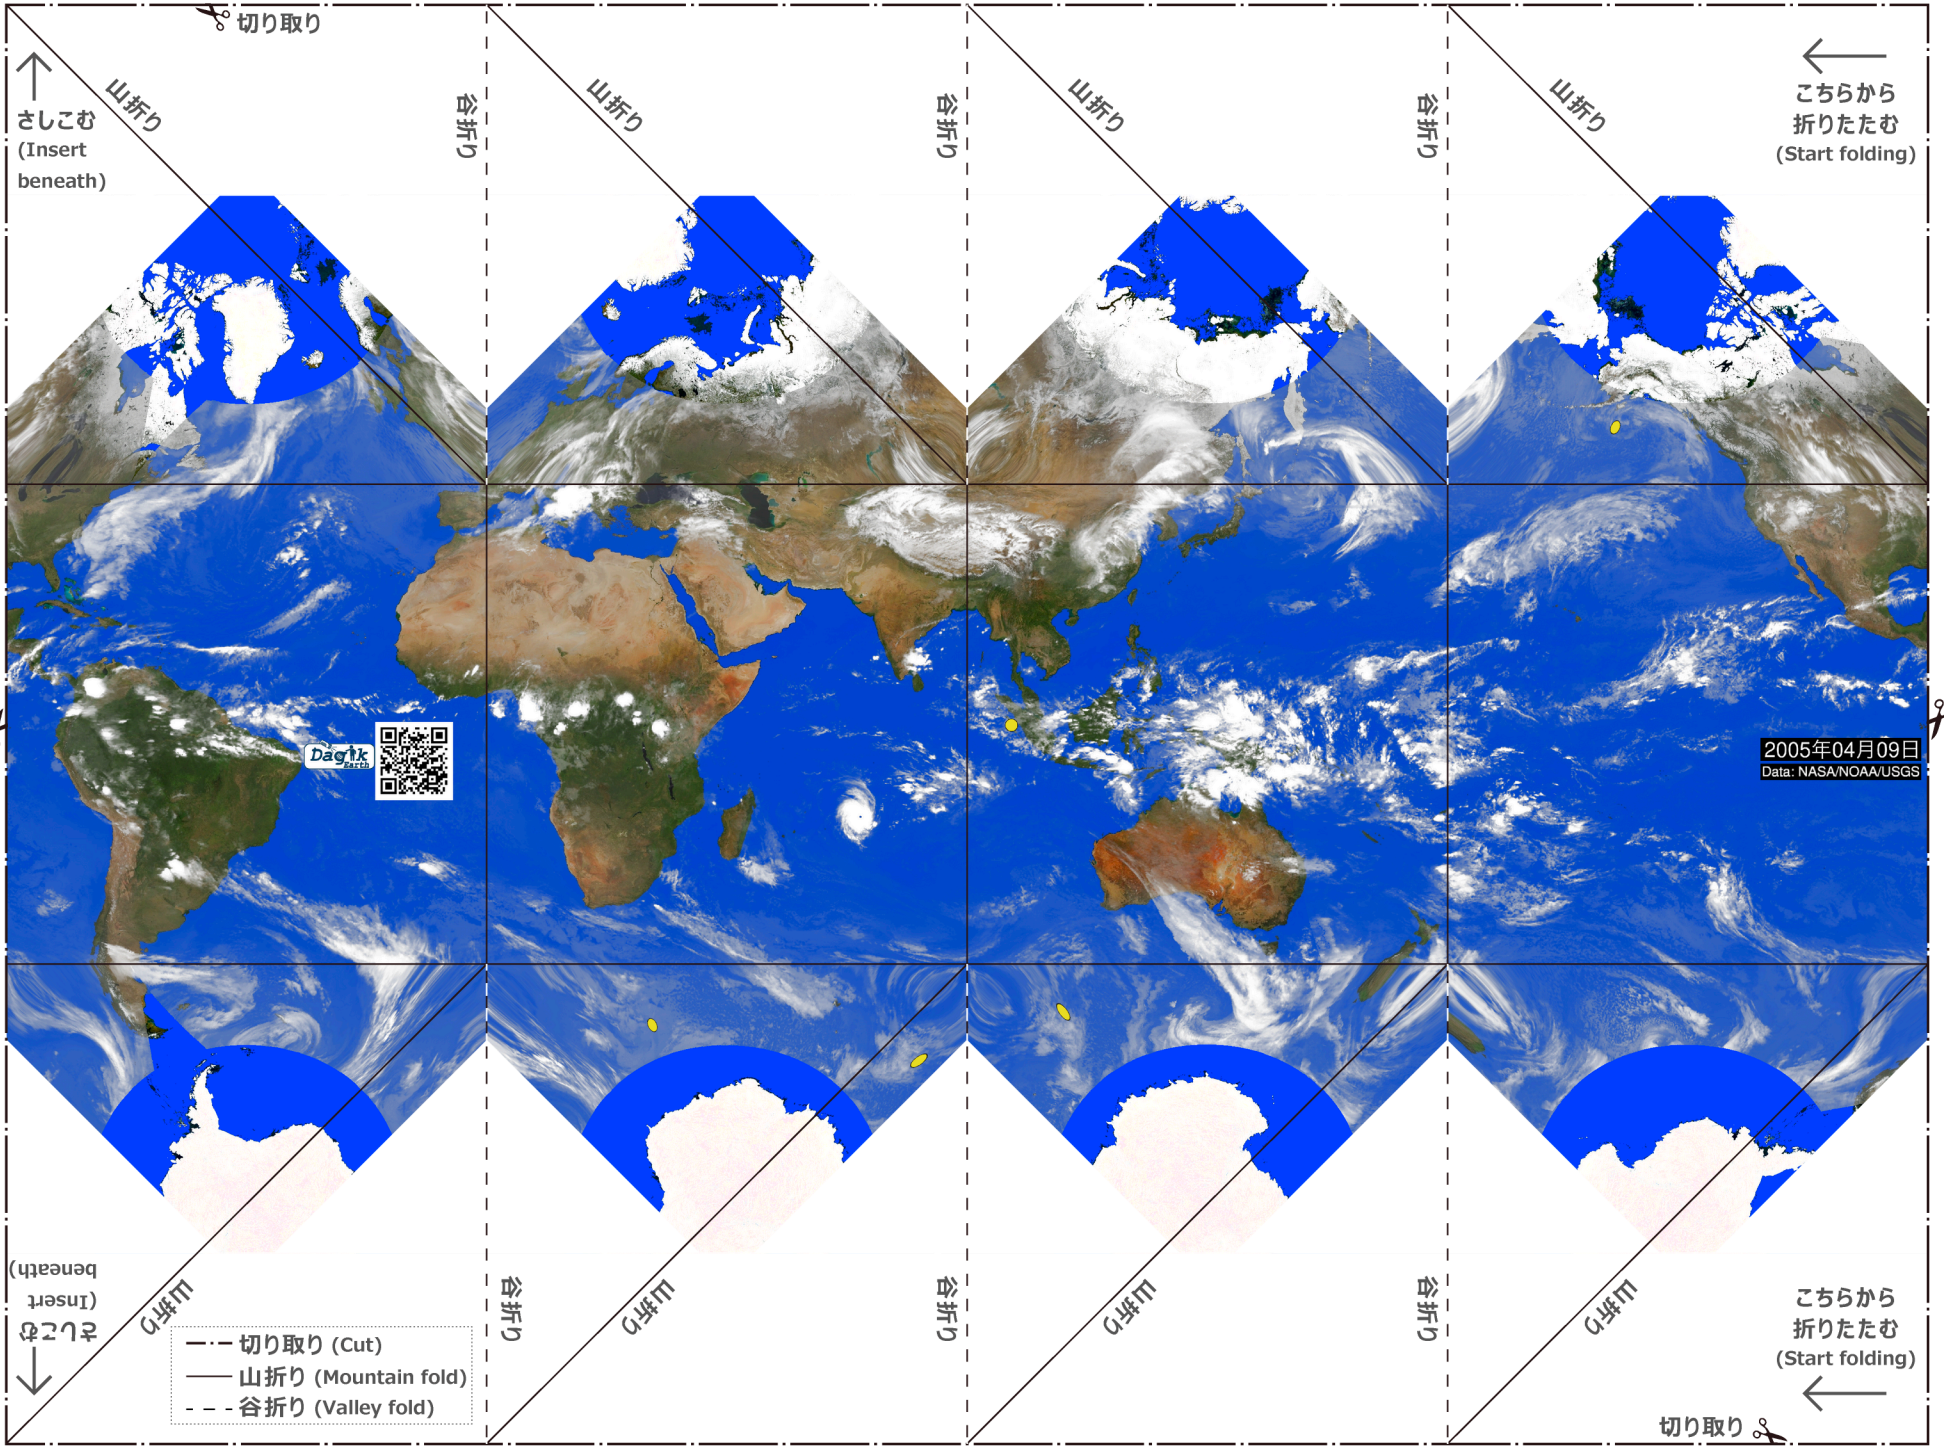 切り取り
山折り
谷折り
山折り
谷折り
山折り
谷折り
山折り
さしこむ
(Insert
beneath)
こちらから
折りたたむ
(Start folding)
Dagik
Earth
2005年04月09日
Data: NASA/NOAA/USGS
さしこむ
(Insert
beneath)
山折り
谷折り
山折り
谷折り
山折り
谷折り
山折り
こちらから
折りたたむ
(Start folding)
切り取り (Cut)
山折り (Mountain fold)
谷折り (Valley fold)
切り取り